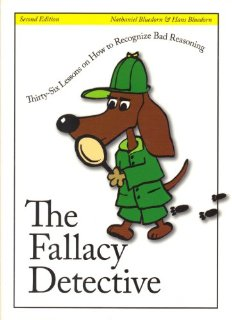 Second Edition
Nathaniel Bluedorn & Hans Bluedorn
Thirty-Six Lessons on How to Recognize Bad Reasoning
The
Fallacy
Detective